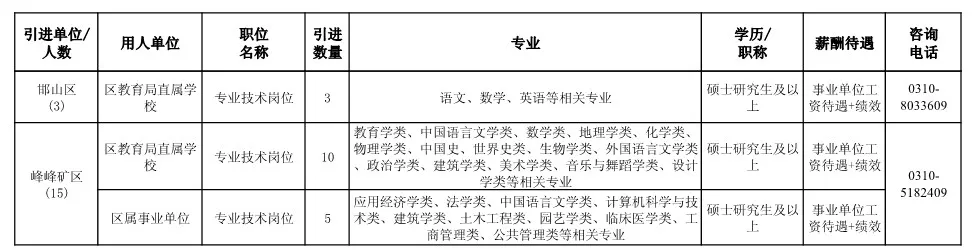 引进单位/
人数
用人单位
职位
名称
引进
数量
专业
学历/
职称
薪酬待遇
咨询
电话
邯山区
(3)
区教育局直属学
校
专业技术岗位
3
语文、数学、英语等相关专业
硕士研究生及以
上
事业单位工
资待遇+绩效
0310-
8033609
峰峰矿区
(15)
区教育局直属学
校
专业技术岗位
10
教育学类、中国语言文学类、数学类、地理学类、化学类、
物理学类、中国史、世界史类、生物学类、外国语言文学类
、政治学类、建筑学类、美术学类、音乐与舞蹈学类、设计
学类等相关专业
硕士研究生及以
上
事业单位工
资待遇+绩效
0310-
5182409
区属事业单位
专业技术岗位
5
应用经济学类、法学类、中国语言文学类、计算机科学与技
术类、建筑学类、土木工程类、园艺学类、临床医学类、工
商管理类、公共管理类等相关专业
硕士研究生及以
上
事业单位工
资待遇+绩效